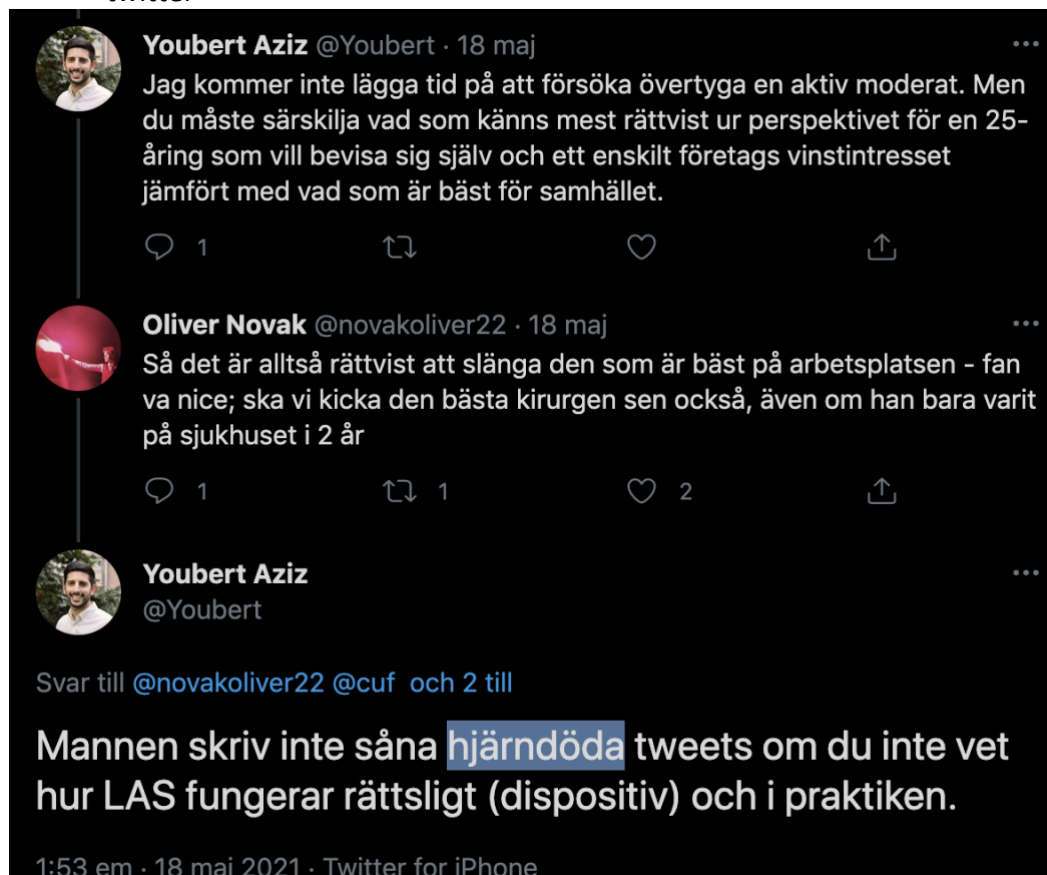 twitter
Youbert Aziz @Youbert · 18 maj
Jag kommer inte lägga tid på att försöka övertyga en aktiv moderat. Men
du måste särskilja vad som känns mest rättvist ur perspektivet för en 25-
åring som vill bevisa sig själv och ett enskilt företags vinstintresset
jämfört med vad som är bäst för samhället.
1
Oliver Novak @novakoliver22 · 18 maj
Så det är alltså rättvist att slänga den som är bäst på arbetsplatsen - fan
va nice; ska vi kicka den bästa kirurgen sen också, även om han bara varit
på sjukhuset i 2 år
1 1 2
Youbert Aziz
@Youbert
Svar till @novakoliver22 @cuf och 2 till
Mannen skriv inte såna hjärndöda tweets om du inte vet
hur LAS fungerar rättsligt (dispositiv) och i praktiken.
1:53 em · 18 maj 2021 · Twitter for iPhone